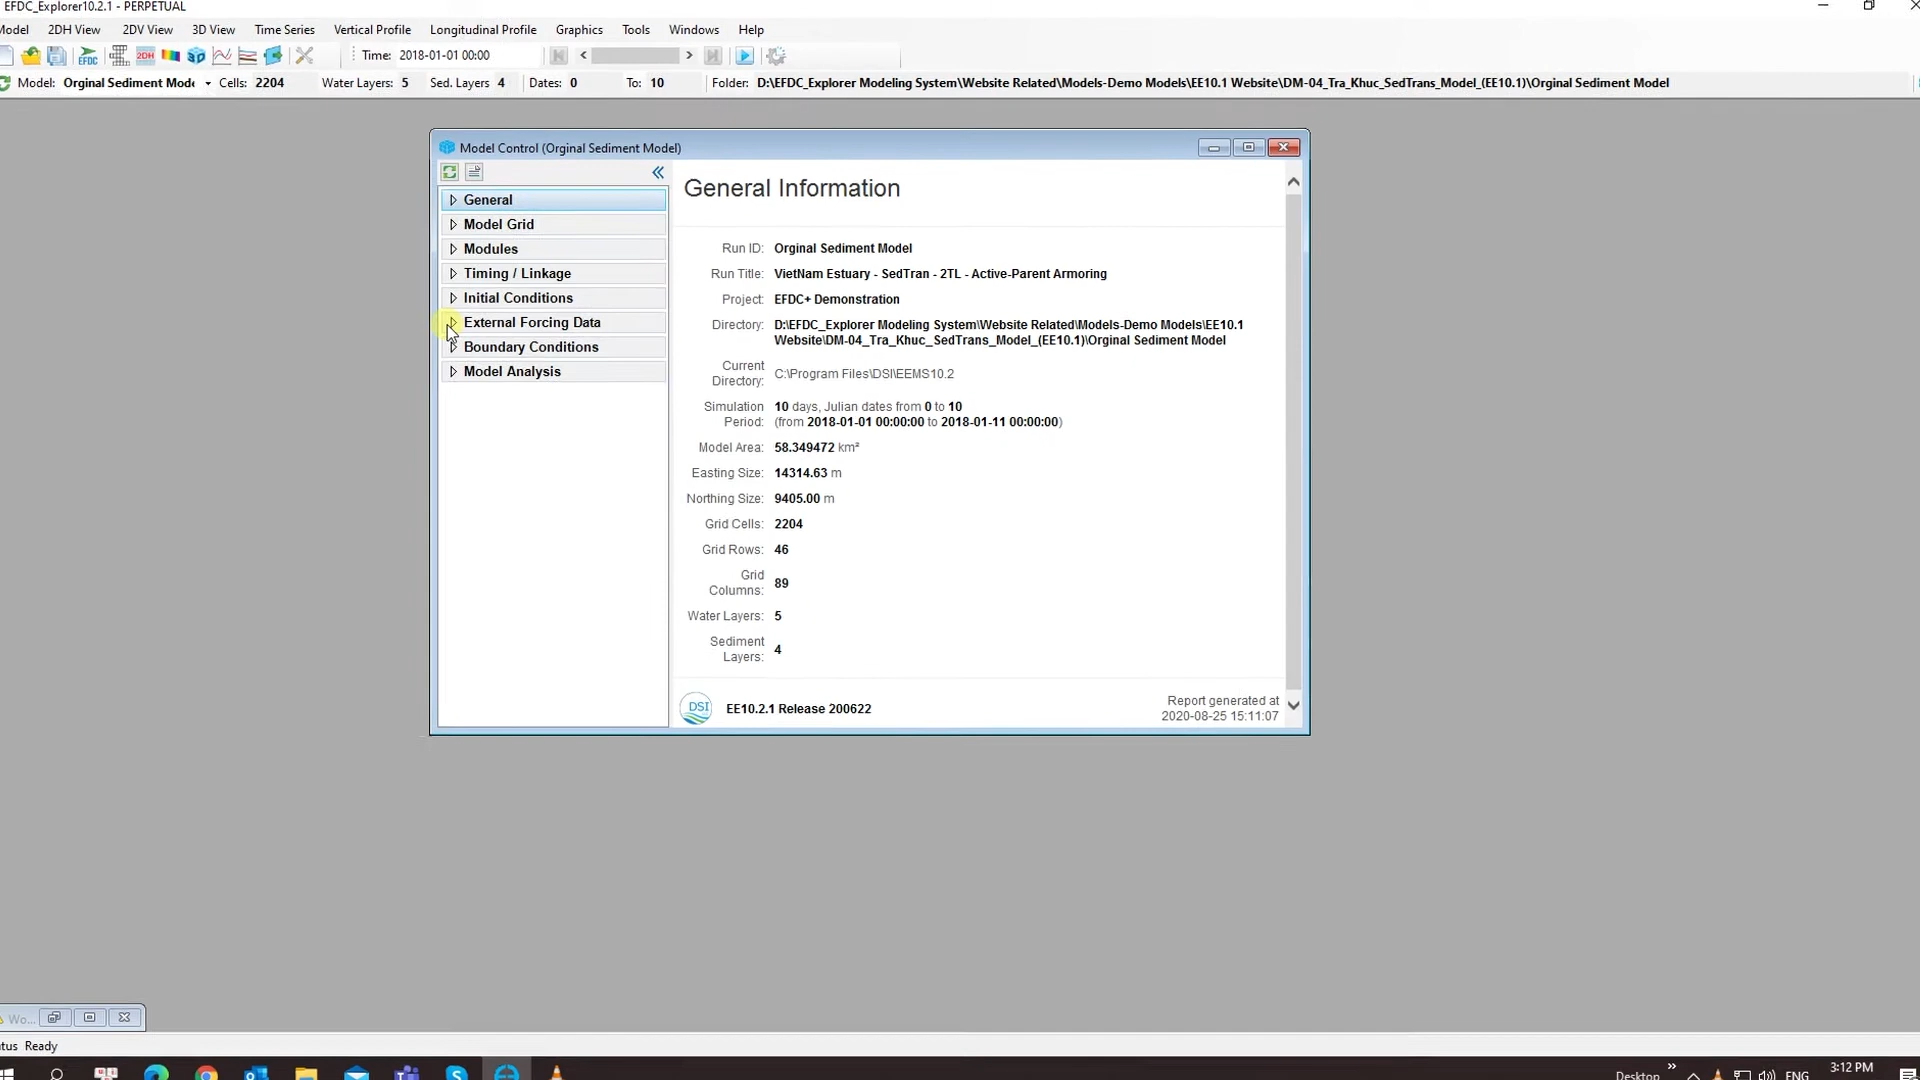 EFDC_Explorer10.2.1 - PERPETUAL
Model 2DH View 2DV View 3D View Time Series Vertical Profile Longitudinal Profile Graphics Tools Windows Help
EFDC 2DH 3D Time: 2018-01-01 00:00
Model: Orginal Sediment Mode Cells: 2204 Water Layers: 5 Sed. Layers 4 Dates: 0 To: 10 Folder: D:\EFDC_Explorer Modeling System\Website Related\Models-Demo Models\EE10.1 Website\DM-04_Tra_Khuc_SedTrans_Model_(EE10.1)\Orginal Sediment Model
Model Control (Orginal Sediment Model)
General
Model Grid
Modules
Timing / Linkage
Initial Conditions
External Forcing Data
Boundary Conditions
Model Analysis
General Information
Run ID: Orginal Sediment Model
Run Title: VietNam Estuary - SedTran - 2TL - Active-Parent Armoring
Project: EFDC+ Demonstration
Directory: D:\EFDC_Explorer Modeling System\Website Related\Models-Demo Models\EE10.1
Website\DM-04_Tra_Khuc_SedTrans_Model_(EE10.1)\Orginal Sediment Model
Current
Directory: C:\Program Files\DSI\EEMS10.2
Simulation 10 days, Julian dates from 0 to 10
Period: (from 2018-01-01 00:00:00 to 2018-01-11 00:00:00)
Model Area: 58.349472 km²
Easting Size: 14314.63 m
Northing Size: 9405.00 m
Grid Cells: 2204
Grid Rows: 46
Grid
Columns: 89
Water Layers: 5
Sediment
Layers: 4
DSI EE10.2.1 Release 200622
Report generated at
2020-08-25 15:11:07
Wo...
atus Ready
Desktop » ENG 3:12 PM